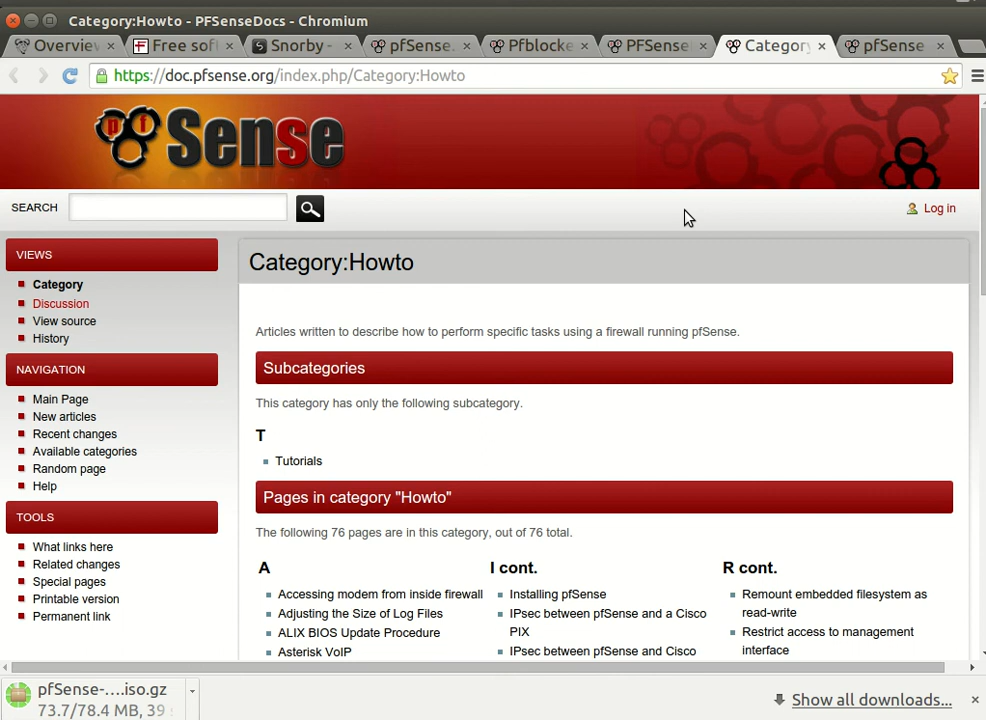 Category:Howto - PFSenseDocs - Chromium
Overview
Free soft
Snorby -
pfSense.
Pfblocke
PFSense
Category
pfSense
https://doc.pfsense.org/index.php/Category:Howto
pf Sense
SEARCH
Log in
VIEWS
Category
Discussion
View source
History
NAVIGATION
Main Page
New articles
Recent changes
Available categories
Random page
Help
TOOLS
What links here
Related changes
Special pages
Printable version
Permanent link
Category:Howto
Articles written to describe how to perform specific tasks using a firewall running pfSense.
Subcategories
This category has only the following subcategory.
T
Tutorials
Pages in category "Howto"
The following 76 pages are in this category, out of 76 total.
A
Accessing modem from inside firewall
Adjusting the Size of Log Files
ALIX BIOS Update Procedure
Asterisk VoIP
I cont.
Installing pfSense
IPsec between pfSense and a Cisco
PIX
IPsec between pfSense and Cisco
R cont.
Remount embedded filesystem as
read-write
Restrict access to management
interface
pfSense-....iso.gz
73.7/78.4 MB, 39
Show all downloads...